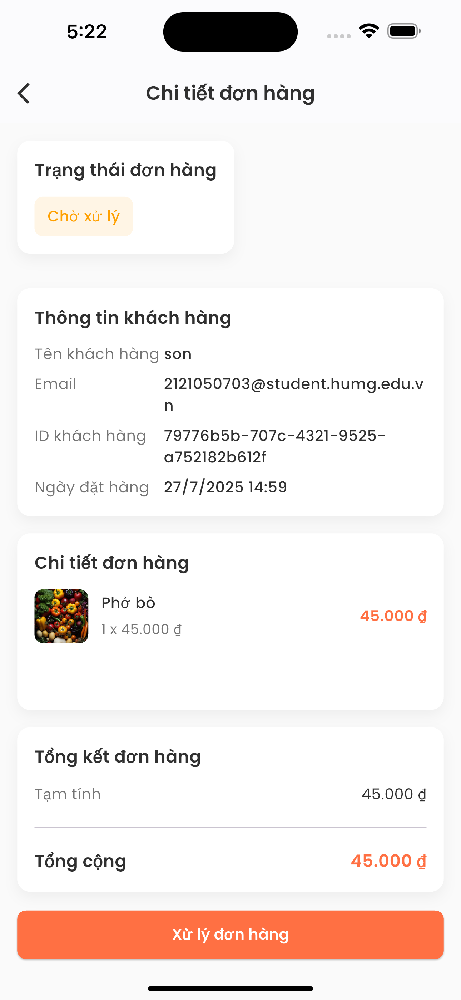 5:22
Chi tiết đơn hàng
Trạng thái đơn hàng
Chờ xử lý
Thông tin khách hàng
Tên khách hàng son
Email 2121050703@student.humg.edu.v
n
ID khách hàng 79776b5b-707c-4321-9525-
a752182b612f
Ngày đặt hàng 27/7/2025 14:59
Chi tiết đơn hàng
Phở bò
1 x 45.000 ₫
45.000 ₫
Tổng kết đơn hàng
Tạm tính 45.000 ₫
Tổng cộng 45.000 ₫
Xử lý đơn hàng